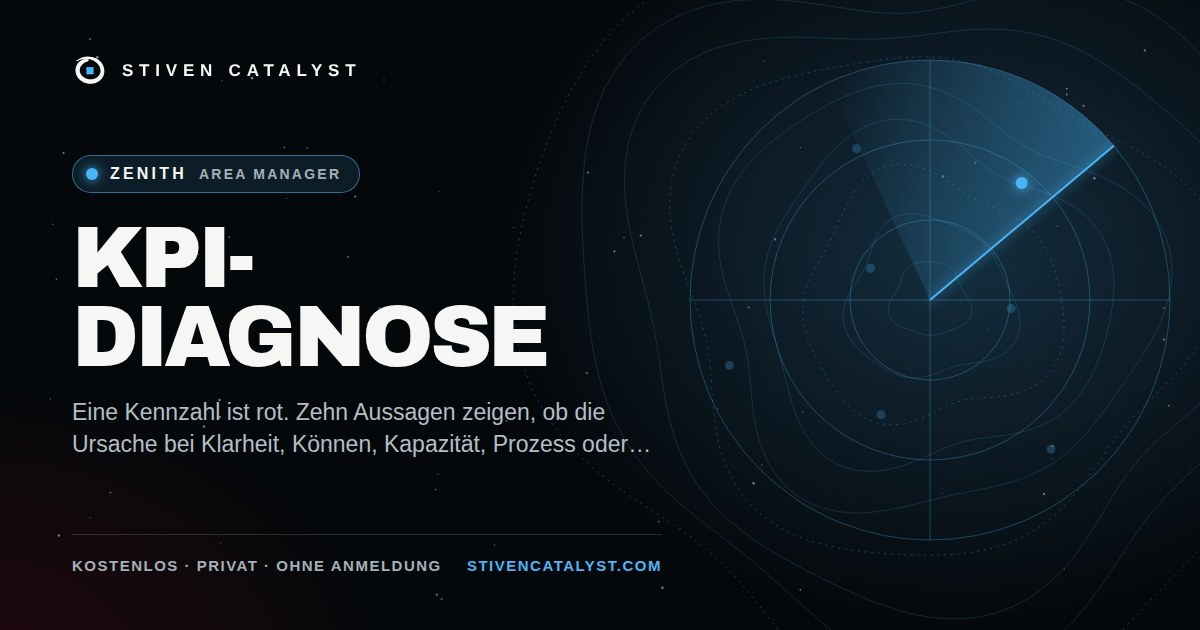 STIVEN CATALYST
ZENITH AREA MANAGER
KPI-
DIAGNOSE
Eine Kennzahl ist rot. Zehn Aussagen zeigen, ob die
Ursache bei Klarheit, Können, Kapazität, Prozess oder…
KOSTENLOS · PRIVAT · OHNE ANMELDUNG STIVENCATALYST.COM